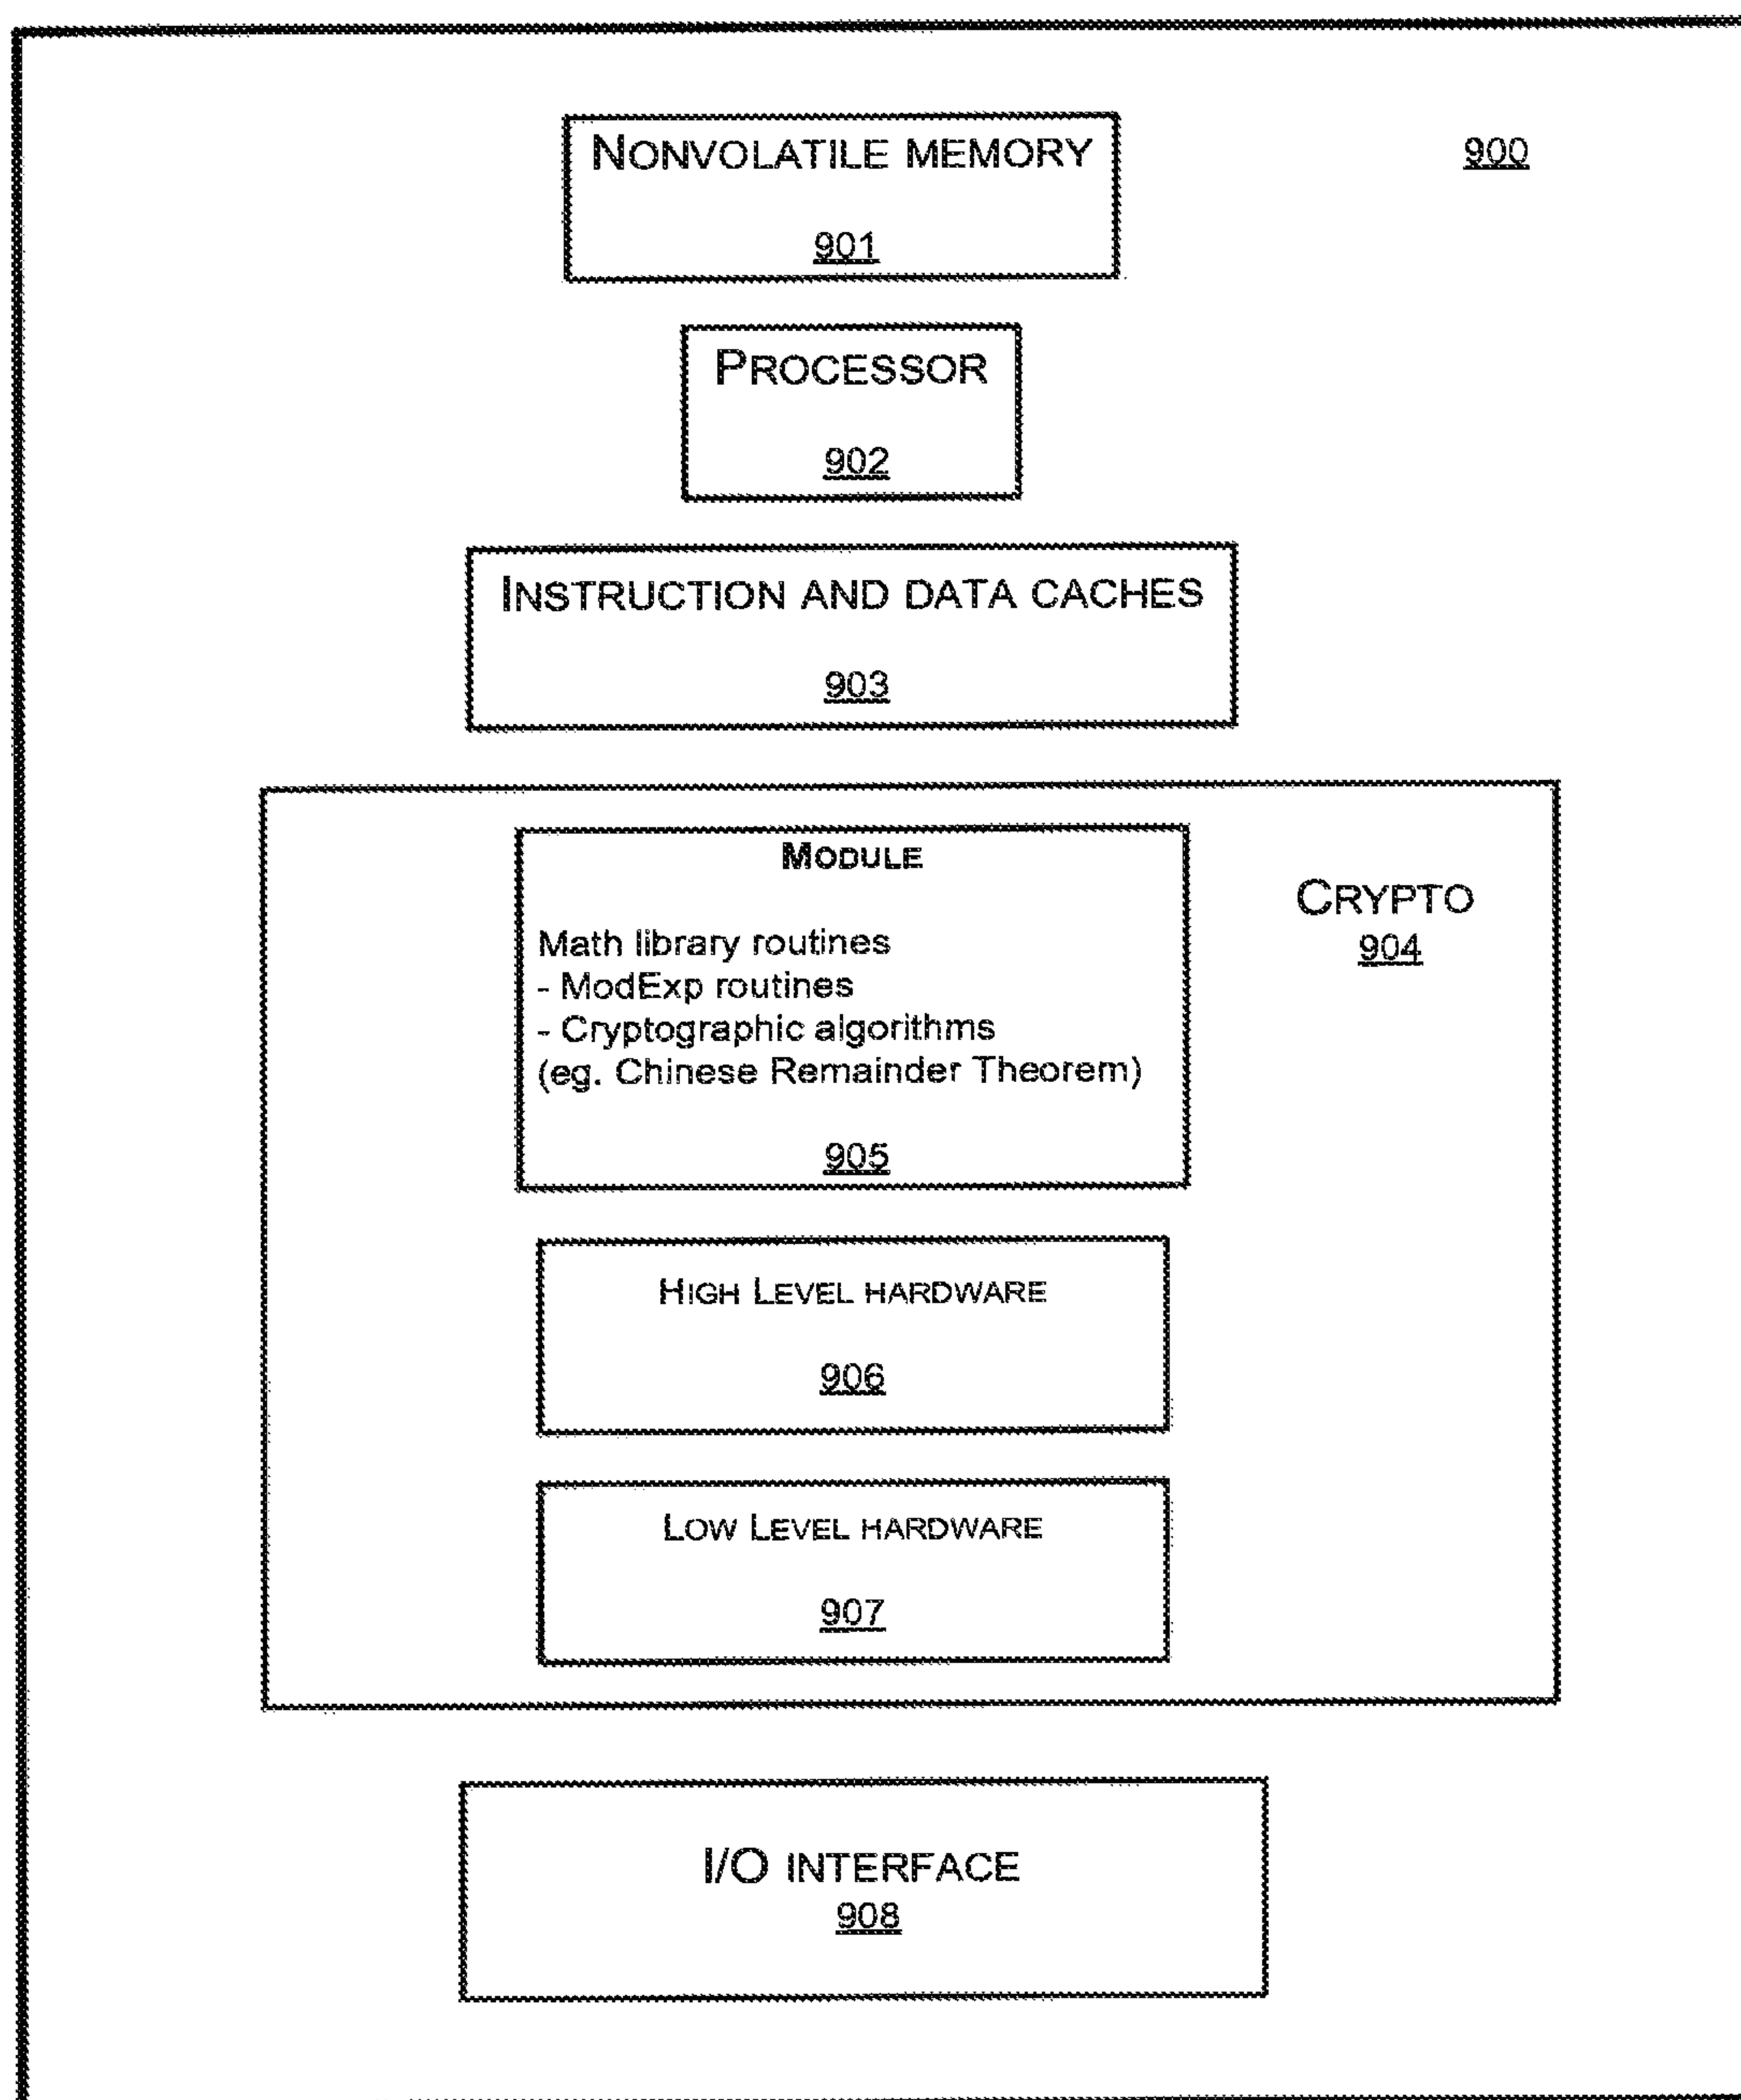 NONVOLATILE MEMORY
900
901
PROCESSOR
902
INSTRUCTION AND DATA CACHES
903
MODULE
CRYPTO
904
Math library routines
- ModExp routines
- Cryptographic algorithms
(eg. Chinese Remainder Theorem)
905
HIGH LEVEL HARDWARE
906
LOW LEVEL HARDWARE
907
I/O INTERFACE
908